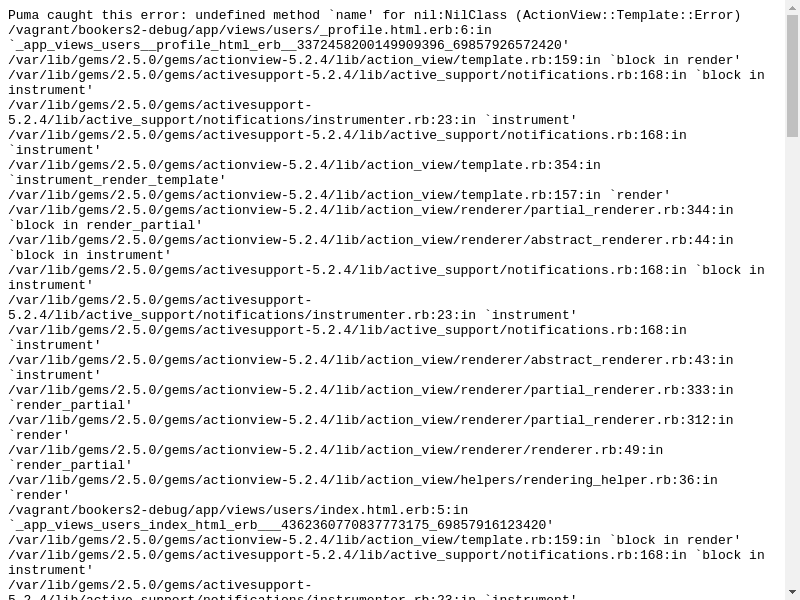 Puma caught this error: undefined method `name' for nil:NilClass (ActionView::Template::Error)
/vagrant/bookers2-debug/app/views/users/_profile.html.erb:6:in
`_app_views_users__profile_html_erb__3372458200149909396_69857926572420'
/var/lib/gems/2.5.0/gems/actionview-5.2.4/lib/action_view/template.rb:159:in `block in render'
/var/lib/gems/2.5.0/gems/activesupport-5.2.4/lib/active_support/notifications.rb:168:in `block in
instrument'
/var/lib/gems/2.5.0/gems/activesupport-
5.2.4/lib/active_support/notifications/instrumenter.rb:23:in `instrument'
/var/lib/gems/2.5.0/gems/activesupport-5.2.4/lib/active_support/notifications.rb:168:in
`instrument'
/var/lib/gems/2.5.0/gems/actionview-5.2.4/lib/action_view/template.rb:354:in
`instrument_render_template'
/var/lib/gems/2.5.0/gems/actionview-5.2.4/lib/action_view/template.rb:157:in `render'
/var/lib/gems/2.5.0/gems/actionview-5.2.4/lib/action_view/renderer/partial_renderer.rb:344:in
`block in render_partial'
/var/lib/gems/2.5.0/gems/actionview-5.2.4/lib/action_view/renderer/abstract_renderer.rb:44:in
`block in instrument'
/var/lib/gems/2.5.0/gems/activesupport-5.2.4/lib/active_support/notifications.rb:168:in `block in
instrument'
/var/lib/gems/2.5.0/gems/activesupport-
5.2.4/lib/active_support/notifications/instrumenter.rb:23:in `instrument'
/var/lib/gems/2.5.0/gems/activesupport-5.2.4/lib/active_support/notifications.rb:168:in
`instrument'
/var/lib/gems/2.5.0/gems/actionview-5.2.4/lib/action_view/renderer/abstract_renderer.rb:43:in
`instrument'
/var/lib/gems/2.5.0/gems/actionview-5.2.4/lib/action_view/renderer/partial_renderer.rb:333:in
`render_partial'
/var/lib/gems/2.5.0/gems/actionview-5.2.4/lib/action_view/renderer/partial_renderer.rb:312:in
`render'
/var/lib/gems/2.5.0/gems/actionview-5.2.4/lib/action_view/renderer/renderer.rb:49:in
`render_partial'
/var/lib/gems/2.5.0/gems/actionview-5.2.4/lib/action_view/helpers/rendering_helper.rb:36:in
`render'
/vagrant/bookers2-debug/app/views/users/index.html.erb:5:in
`_app_views_users_index_html_erb___4362360770837773175_69857916123420'
/var/lib/gems/2.5.0/gems/actionview-5.2.4/lib/action_view/template.rb:159:in `block in render'
/var/lib/gems/2.5.0/gems/activesupport-5.2.4/lib/active_support/notifications.rb:168:in `block in
instrument'
/var/lib/gems/2.5.0/gems/activesupport-
5.2.4/lib/active_support/notifications/instrumenter.rb:23:in `instrument'